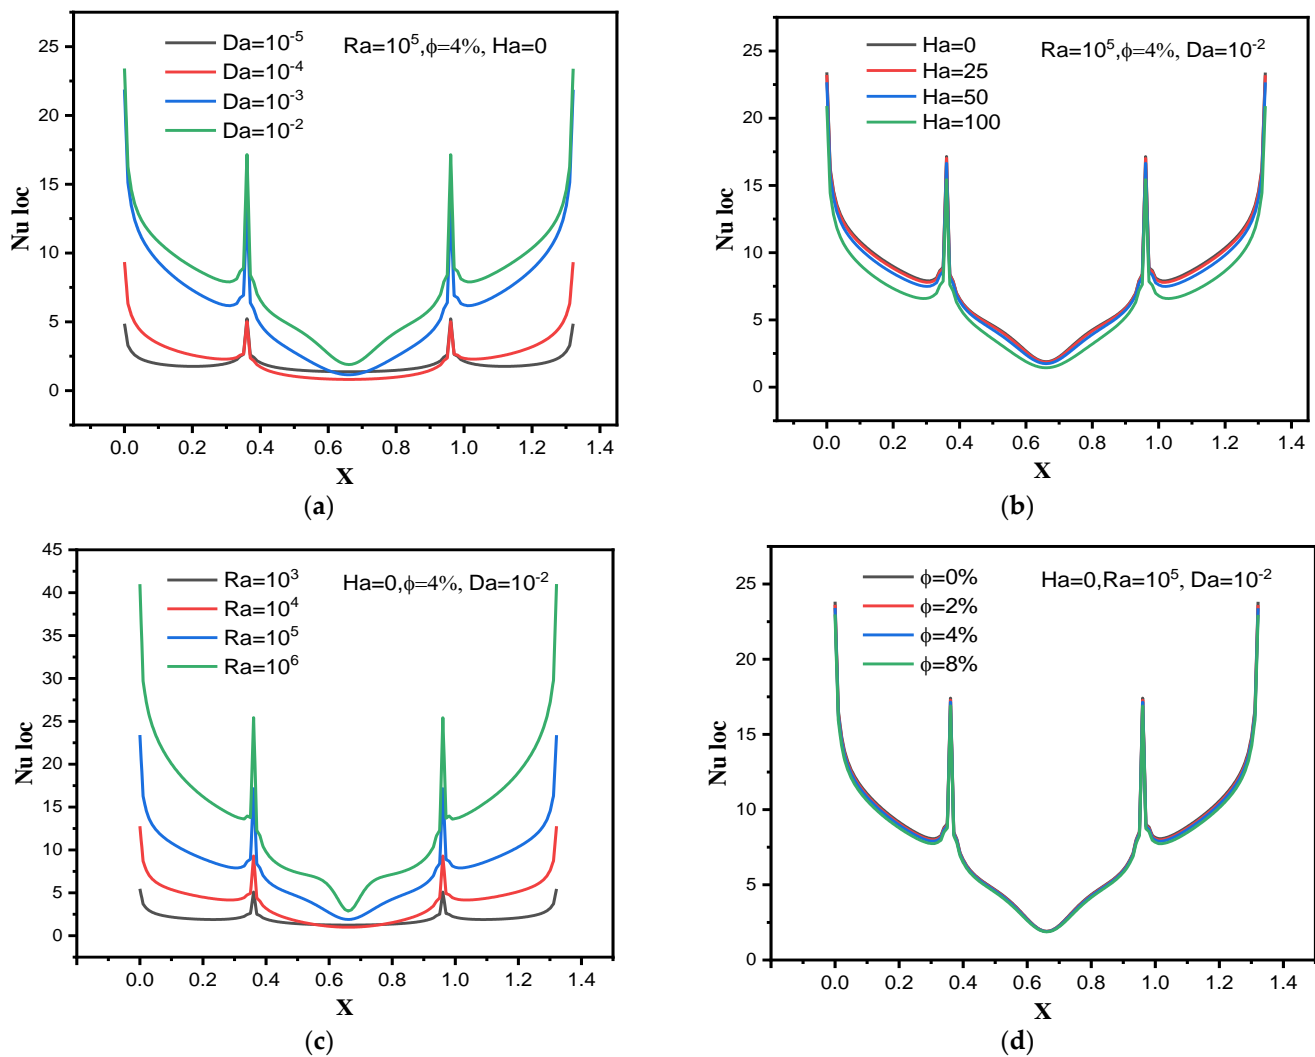 Da=10⁻⁵
Da=10⁻⁴
Da=10⁻³
Da=10⁻²
Ra=10⁵,ϕ=4%, Ha=0
25
20
15
10
5
0
Nu loc
0.0 0.2 0.4 0.6 0.8 1.0 1.2 1.4
X
(a)
Ha=0
Ha=25
Ha=50
Ha=100
Ra=10⁵,ϕ=4%, Da=10⁻²
25
20
15
10
5
0
Nu loc
0.0 0.2 0.4 0.6 0.8 1.0 1.2 1.4
X
(b)
Ra=10³
Ra=10⁴
Ra=10⁵
Ra=10⁶
Ha=0,ϕ=4%, Da=10⁻²
45
40
35
30
25
20
15
10
5
0
Nu loc
0.0 0.2 0.4 0.6 0.8 1.0 1.2 1.4
X
(c)
ϕ=0%
ϕ=2%
ϕ=4%
ϕ=8%
Ha=0,Ra=10⁵, Da=10⁻²
25
20
15
10
5
0
Nu loc
0.0 0.2 0.4 0.6 0.8 1.0 1.2 1.4
X
(d)